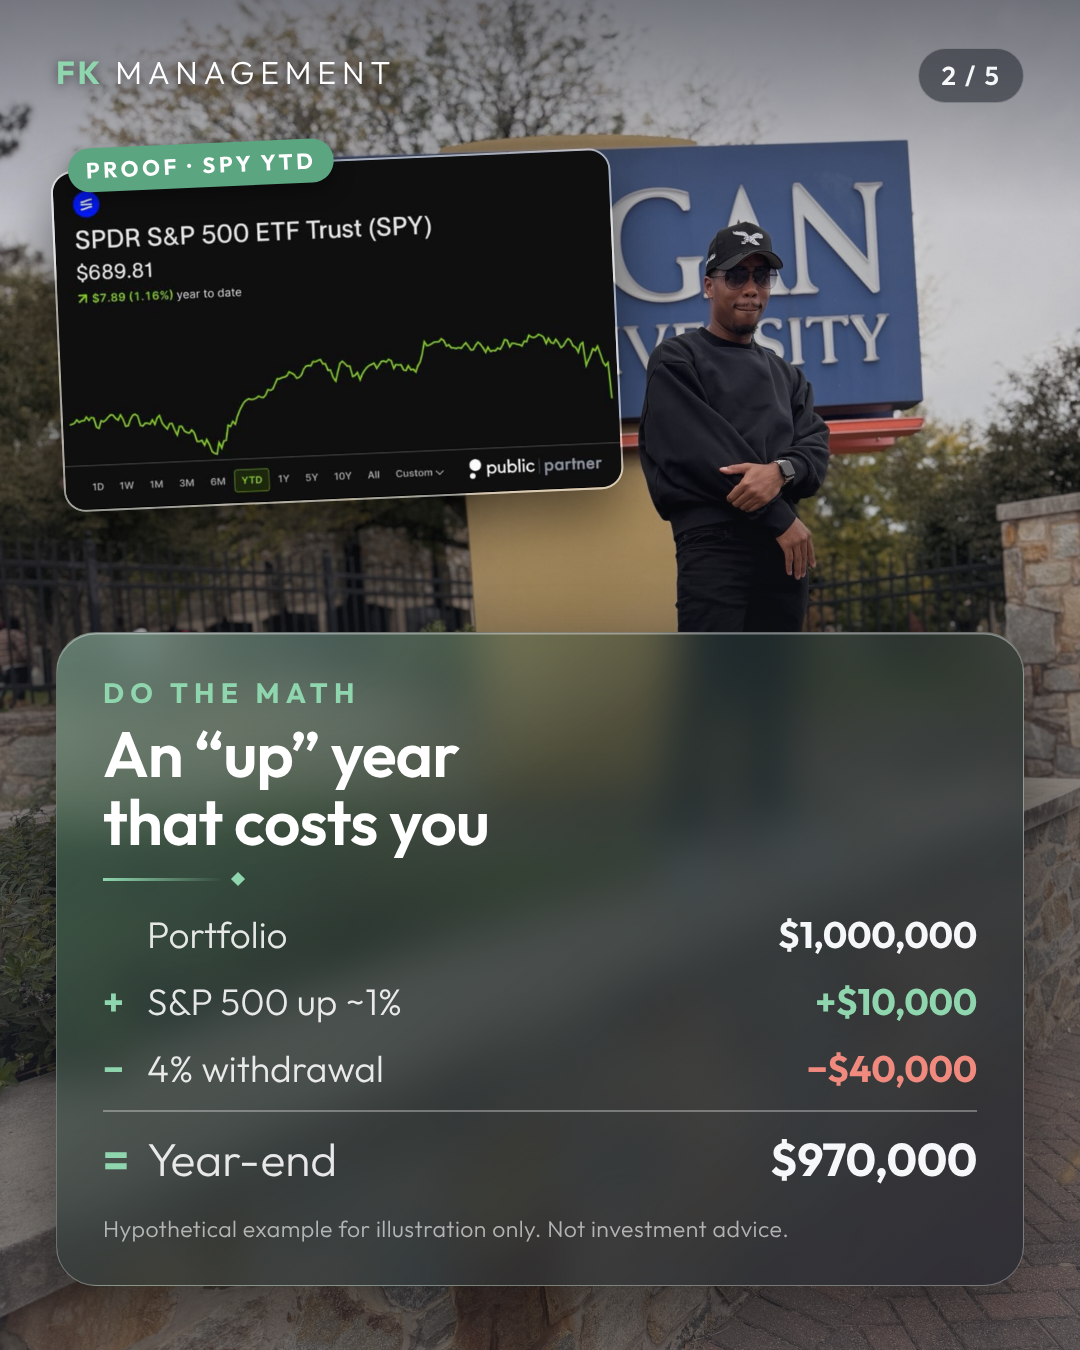 FK MANAGEMENT
2 / 5
PROOF · SPY YTD
SPDR S&P 500 ETF Trust (SPY)
$689.81
$7.89 (1.16%) year to date
1D 1W 1M 3M 6M YTD 1Y 5Y 10Y All Custom
public | partner
GAN
VERSITY
DO THE MATH
An “up” year
that costs you
Portfolio $1,000,000
+ S&P 500 up ~1% +$10,000
− 4% withdrawal −$40,000
= Year-end $970,000
Hypothetical example for illustration only. Not investment advice.